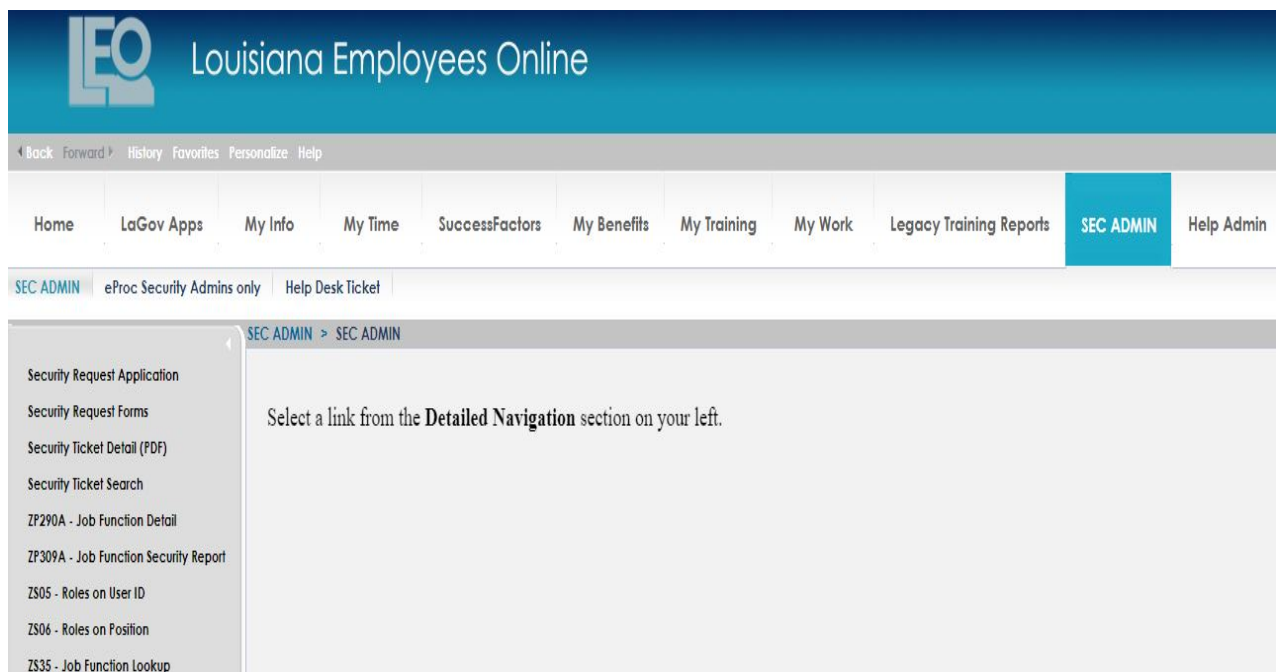 LEO Louisiana Employees Online
Back Forward History Favorites Personalize Help
Home LaGov Apps My Info My Time SuccessFactors My Benefits My Training My Work Legacy Training Reports SEC ADMIN Help Admin
SEC ADMIN eProc Security Admins only Help Desk Ticket
SEC ADMIN > SEC ADMIN
Security Request Application
Security Request Forms
Select a link from the Detailed Navigation section on your left.
Security Ticket Detail (PDF)
Security Ticket Search
ZP290A - Job Function Detail
ZP309A - Job Function Security Report
ZS05 - Roles on User ID
ZS06 - Roles on Position
ZS35 - Job Function Lookup